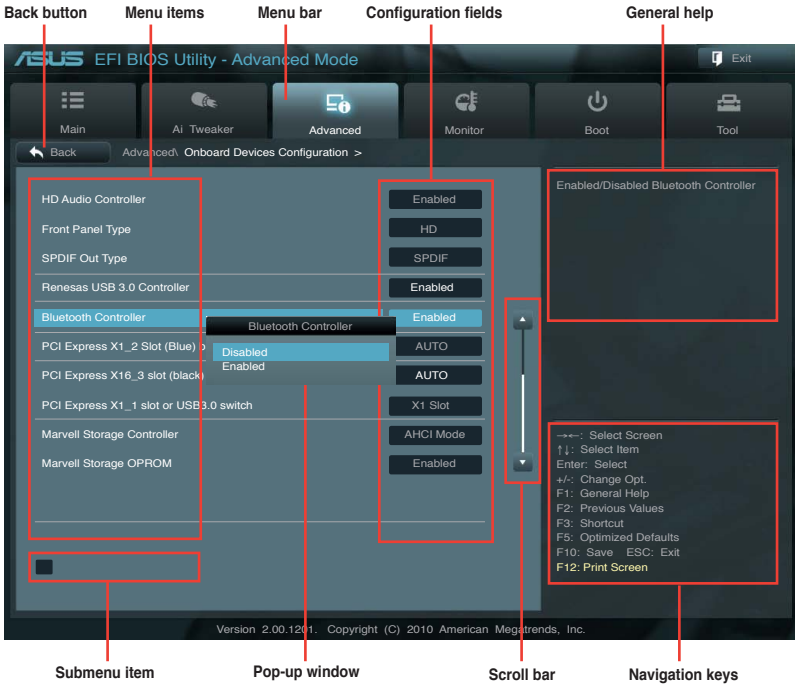 Back button Menu items Menu bar Configuration fields General help
ASUS EFI BIOS Utility - Advanced Mode Exit
Main Ai Tweaker Advanced Monitor Boot Tool
Back Advanced\ Onboard Devices Configuration >
Enabled/Disabled Bluetooth Controller
HD Audio Controller Enabled
Front Panel Type HD
SPDIF Out Type SPDIF
Renesas USB 3.0 Controller Enabled
Bluetooth Controller Enabled
Bluetooth Controller
Disabled
Enabled
PCI Express X1_2 Slot (Blue) b AUTO
PCI Express X16_3 slot (black) AUTO
PCI Express X1_1 slot or USB3.0 switch X1 Slot
Marvell Storage Controller AHCI Mode
Marvell Storage OPROM Enabled
→←: Select Screen
↑↓: Select Item
Enter: Select
+/-: Change Opt.
F1: General Help
F2: Previous Values
F3: Shortcut
F5: Optimized Defaults
F10: Save ESC: Exit
F12: Print Screen
Version 2.00.1201. Copyright (C) 2010 American Megatrends, Inc.
Submenu item Pop-up window Scroll bar Navigation keys